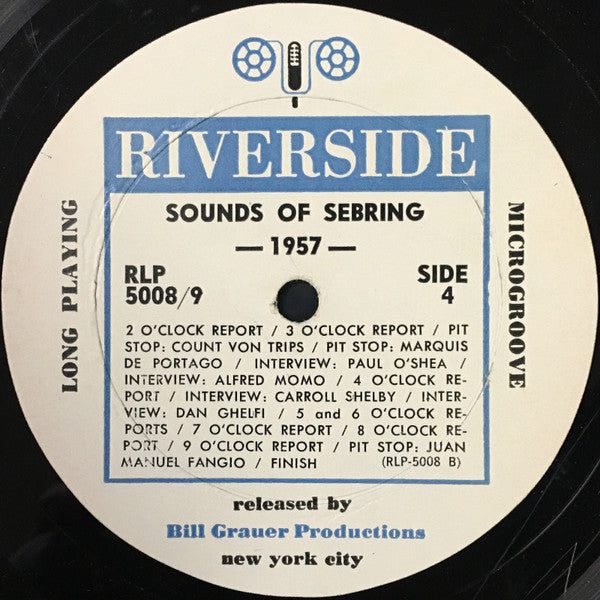 RIVERSIDE
SOUNDS OF SEBRING
— 1957 —
RLP SIDE
5008/9 4
2 O'CLOCK REPORT / 3 O'CLOCK REPORT / PIT
STOP: COUNT VON TRIPS / PIT STOP: MARQUIS
DE PORTAGO / INTERVIEW: PAUL O'SHEA /
INTERVIEW: ALFRED MOMO / 4 O'CLOCK RE-
PORT / INTERVIEW: CARROLL SHELBY / INTER-
VIEW: DAN GHELFI / 5 and 6 O'CLOCK RE-
PORTS / 7 O'CLOCK REPORT / 8 O'CLOCK RE-
PORT / 9 O'CLOCK REPORT / PIT STOP: JUAN
MANUEL FANGIO / FINISH (RLP-5008 B)
LONG PLAYING
MICROGROOVE
released by
Bill Grauer Productions
new york city